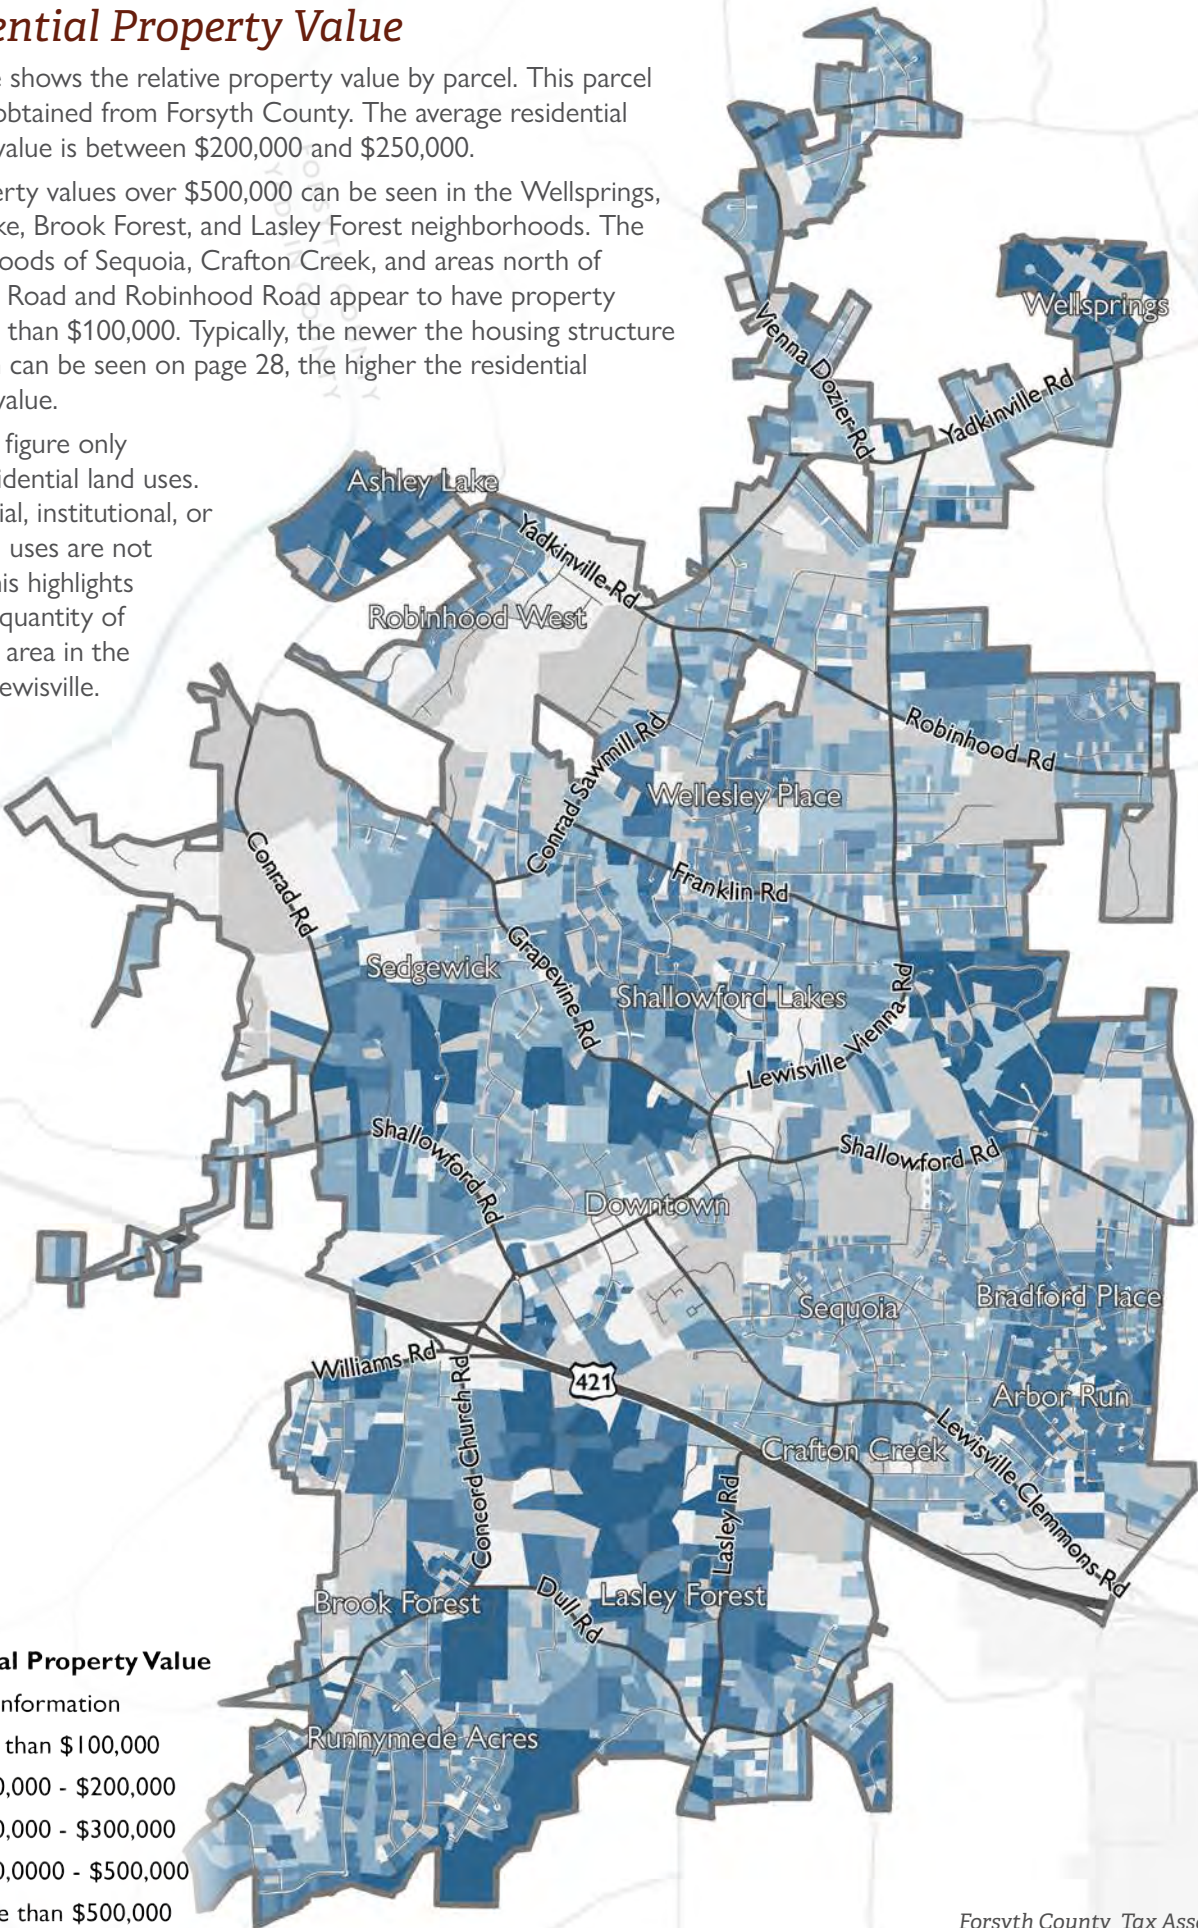 ential Property Value
e shows the relative property value by parcel. This parcel
obtained from Forsyth County. The average residential
value is between $200,000 and $250,000.
erty values over $500,000 can be seen in the Wellsprings,
ke, Brook Forest, and Lasley Forest neighborhoods. The
oods of Sequoia, Crafton Creek, and areas north of
Road and Robinhood Road appear to have property
than $100,000. Typically, the newer the housing structure
can be seen on page 28, the higher the residential
value.
figure only
idential land uses.
ial, institutional, or
uses are not
his highlights
quantity of
area in the
ewisville.
Wellsprings
Vienna Dozier Rd
Yadkinville Rd
Ashley Lake
Yadkinville Rd
Robinhood West
Robinhood Rd
Conrad Sawmill Rd
Wellesley Place
Conrad Rd
Franklin Rd
Sedgewick
Grapevine Rd
Shallowford Lakes
Lewisville Vienna Rd
Shallowford Rd
Shallowford Rd
Downtown
Sequoia
Bradford Place
Williams Rd
421
Concord Church Rd
Arbor Run
Crafton Creek
Lewisville Clemmons Rd
Lasley Rd
Brook Forest
Dull Rd
Lasley Forest
Runnymede Acres
al Property Value
nformation
than $100,000
0,000 - $200,000
0,000 - $300,000
0,0000 - $500,000
e than $500,000
Forsyth County, Tax Ass